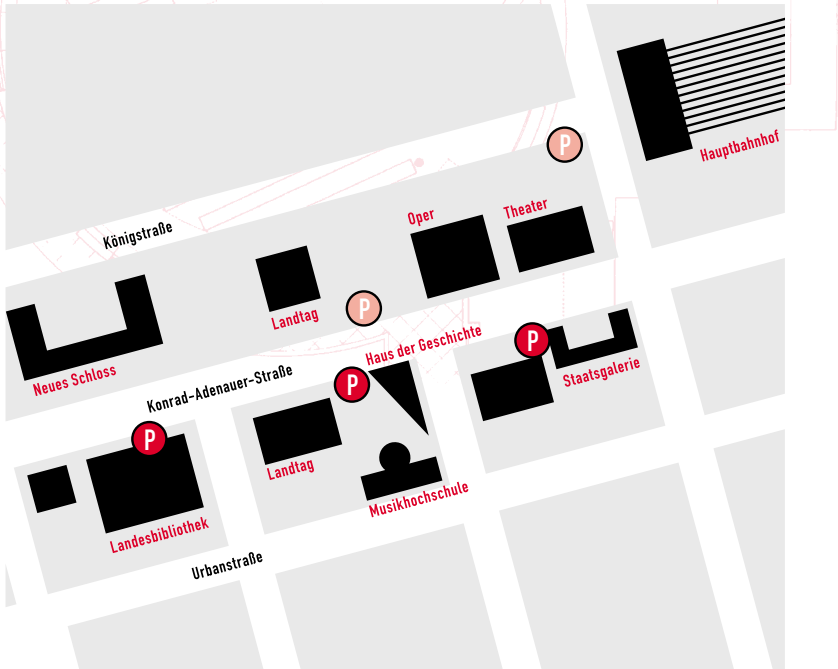 P
Hauptbahnhof
Oper
Theater
Königstraße
P
Landtag
Haus der Geschichte
P
Neues Schloss
Konrad-Adenauer-Straße
P
Staatsgalerie
P
Landtag
Musikhochschule
Landesbibliothek
Urbanstraße